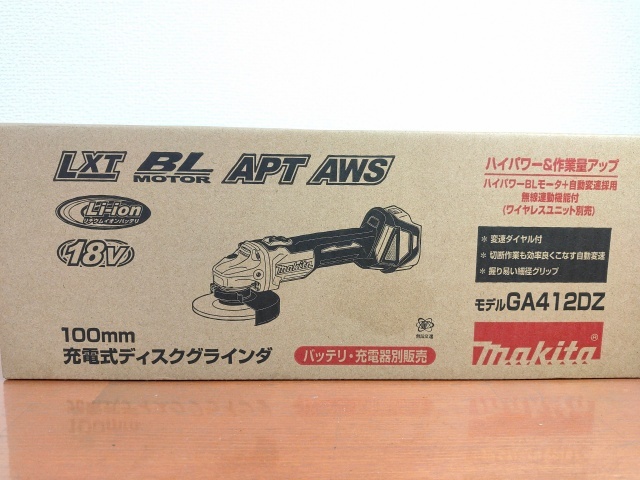 LXT BL MOTOR APT AWS
Li-ion
リチウムイオンバッテリ
18V
makita
100mm
充電式ディスクグラインダ
バッテリ・充電器別販売
ハイパワー&作業量アップ
ハイパワーBLモータ+自動変速採用
無線連動機能付
(ワイヤレスユニット別売)
＊変速ダイヤル付
＊切断作業も効率良くこなす自動変速
＊握り易い細径グリップ
モデルGA412DZ
makita®